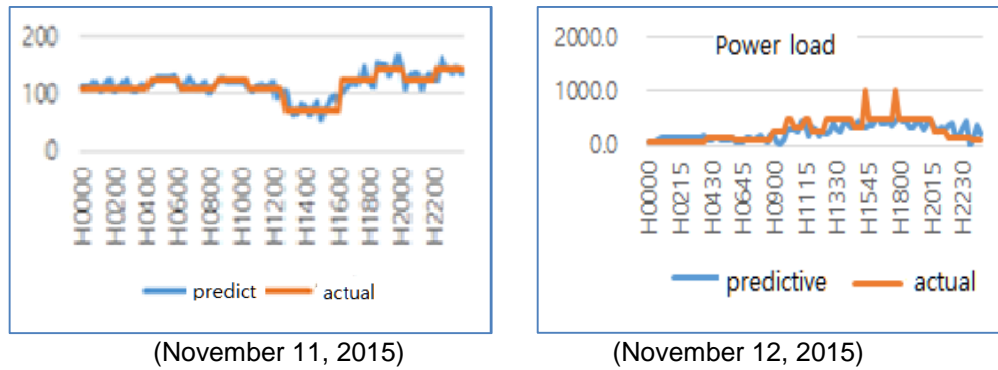 200
100
0
H0000
H0200
H0400
H0600
H0800
H1000
H1200
H1400
H1600
H1800
H2000
H2200
predict
actual
(November 11, 2015)
Power load
2000.0
1000.0
0.0
H0000
H0215
H0430
H0645
H0900
H1115
H1330
H1545
H1800
H2015
H2230
predictive
actual
(November 12, 2015)